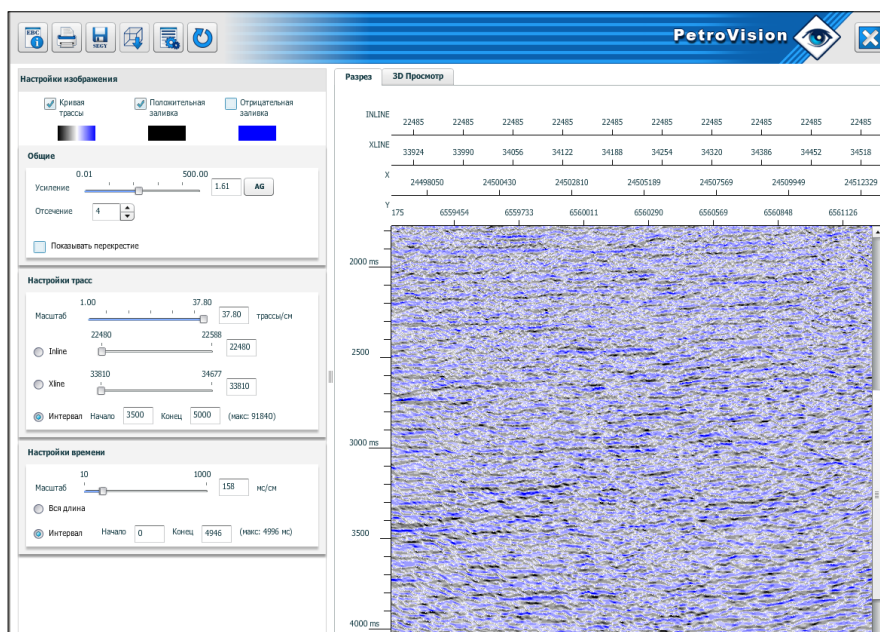 EBC
SEGY
PetroVision
Настройки изображения
Кривая трассы
Положительная заливка
Отрицательная заливка
Общие
0.01 500.00
Усиление 1.61 AG
Отсечение 4
Показывать перекрестие
Настройки трасс
1.00 37.80
Масштаб 37.80 трассы/см
22480 22588
Inline 22480
33810 34677
Xline 33810
Интервал Начало 3500 Конец 5000 (макс: 91840)
Настройки времени
10 1000
Масштаб 158 мс/см
Вся длина
Интервал Начало 0 Конец 4946 (макс: 4996 мс)
Разрез 3D Просмотр
INLINE 22485 22485 22485 22485 22485 22485 22485 22485 22485 22485
XLINE 33924 33990 34056 34122 34188 34254 34320 34386 34452 34518
X 24498050 24500430 24502810 24505189 24507569 24509949 24512329
Y 175 6559454 6559733 6560011 6560290 6560569 6560848 6561126
2000 ms
2500
3000 ms
3500
4000 ms